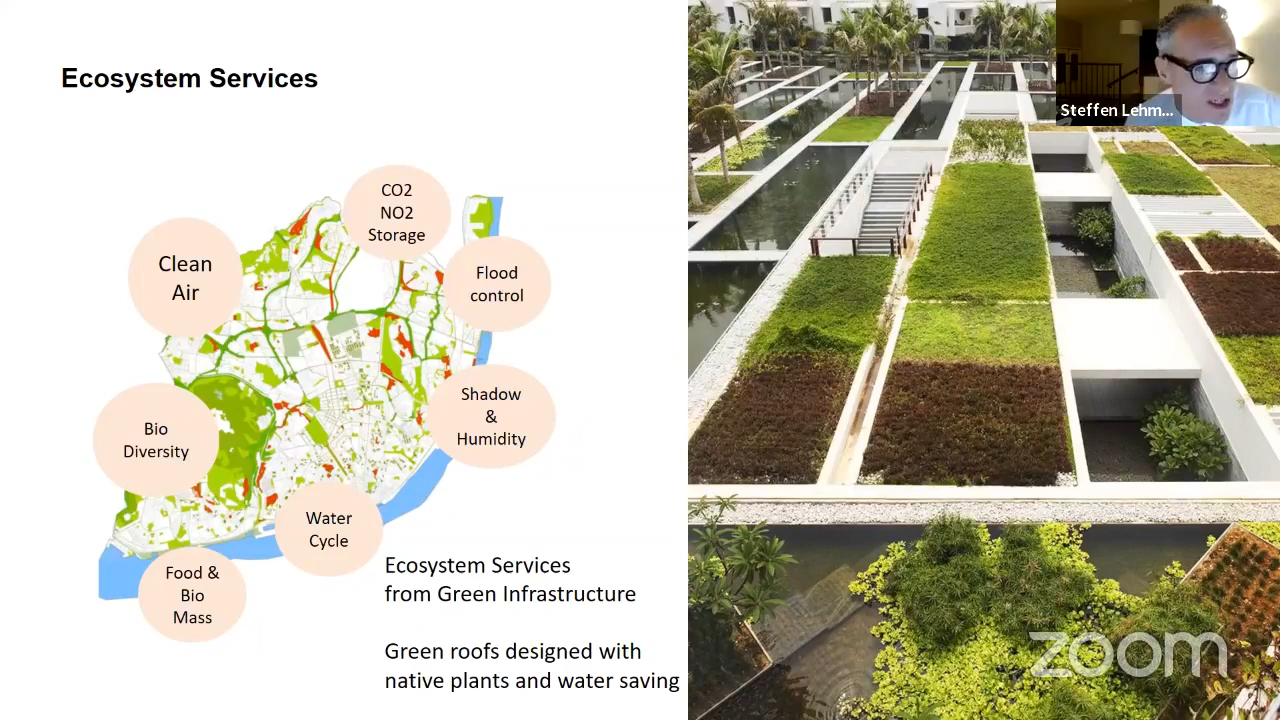 Ecosystem Services
Steffen Lehm...
CO2
NO2
Storage
Clean
Air
Flood
control
Shadow
&
Humidity
Bio
Diversity
Water
Cycle
Food &
Bio
Mass
Ecosystem Services
from Green Infrastructure
Green roofs designed with
native plants and water saving
zoom